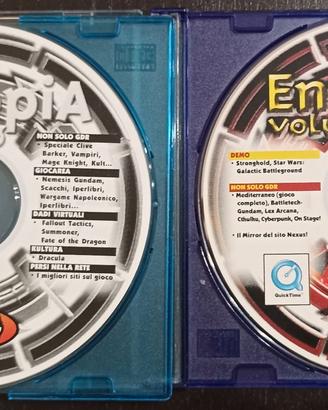 piA
NON SOLO GDR
• Speciale Clive
Barker, Vampiri,
Mage Knight, Kult...
GIOCAREA
• Nemesis Gundam,
Scacchi, Iperlibri,
Wargame Napoleonico,
Iperlibri...
DADI VIRTUALI
• Fallout Tactics,
Summoner,
Fate of the Dragon
KULTURA
• Dracula
PERSI NELLA RETE
• I migliori siti sul gioco
En
VOLU
DEMO
• Stronghold, Star Wars:
Galactic Battleground
NON SOLO GDR
• Mediterraneo (gioco
completo), Battletech-
Gundam, Lex Arcana,
Cthulhu, Cyberpunk, On Stage!
• Il Mirror del sito Nexus!
QuickTime™